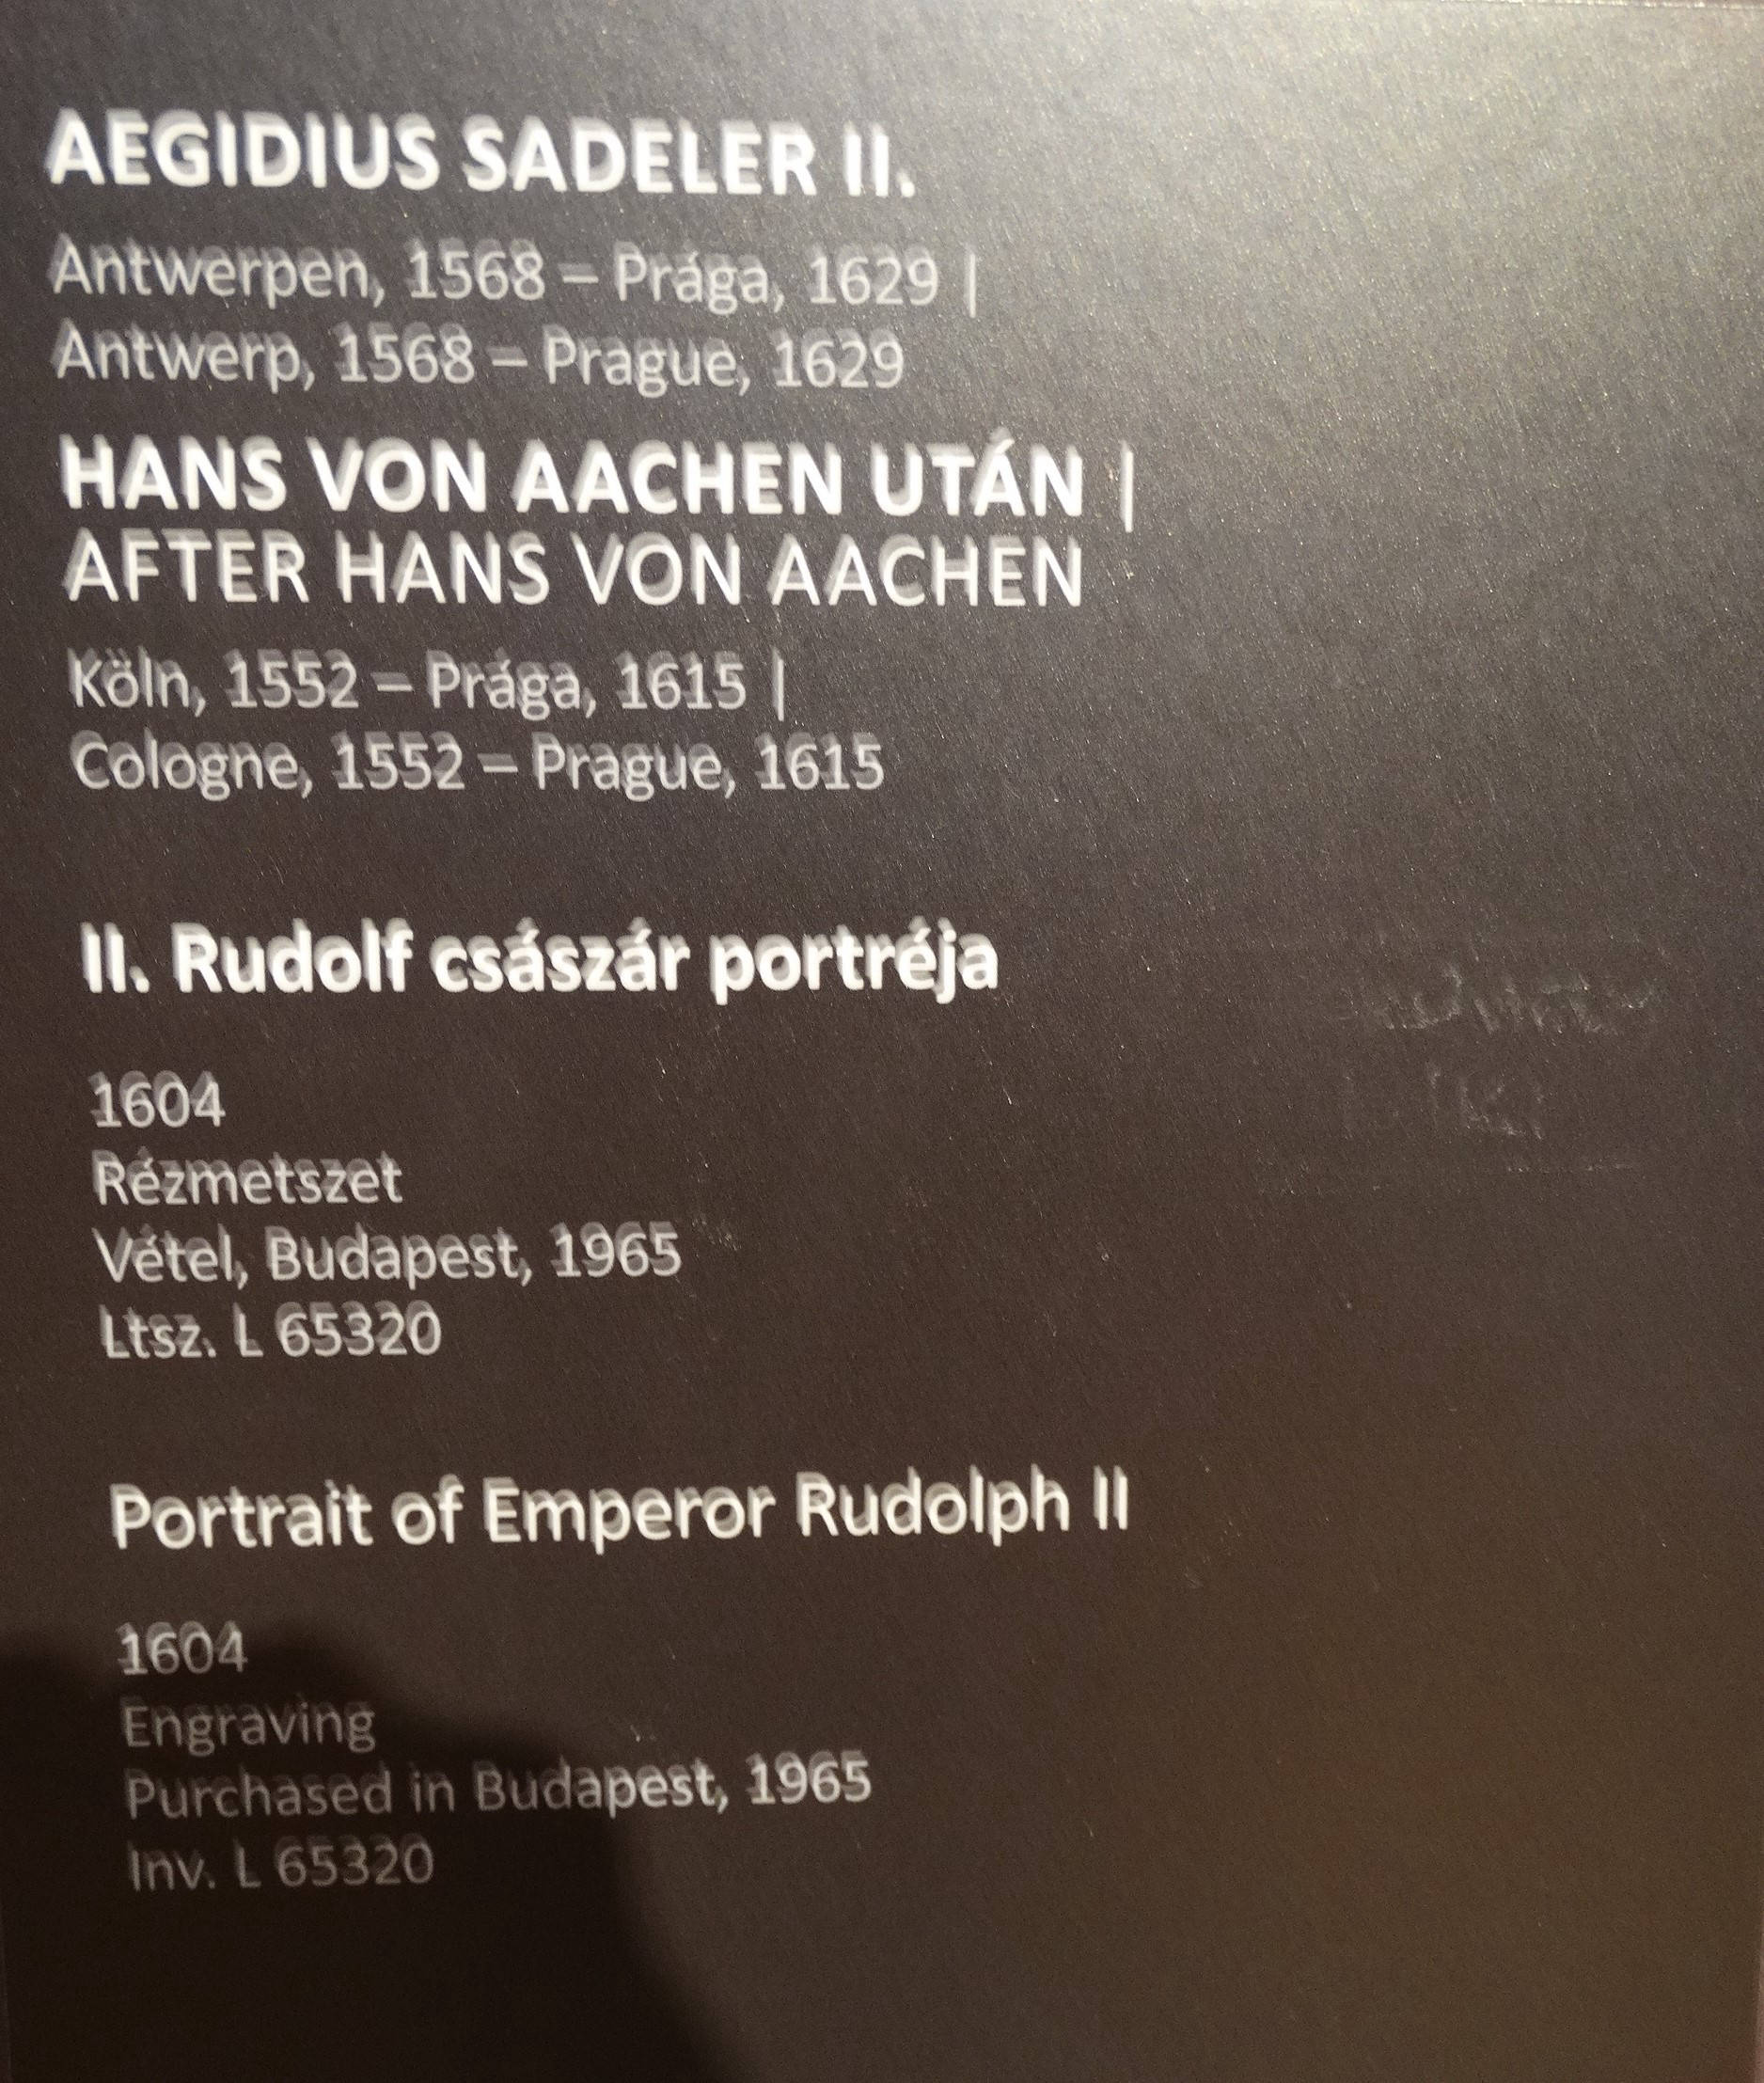 AEGIDIUS SADELER II.
Antwerpen, 1568 – Prága, 1629 |
Antwerp, 1568 – Prague, 1629
HANS VON AACHEN UTÁN |
AFTER HANS VON AACHEN
Köln, 1552 – Prága, 1615 |
Cologne, 1552 – Prague, 1615
II. Rudolf császár portréja
1604
Rézmetszet
Vétel, Budapest, 1965
Ltsz. L 65320
Portrait of Emperor Rudolph II
1604
Engraving
Purchased in Budapest, 1965
Inv. L 65320